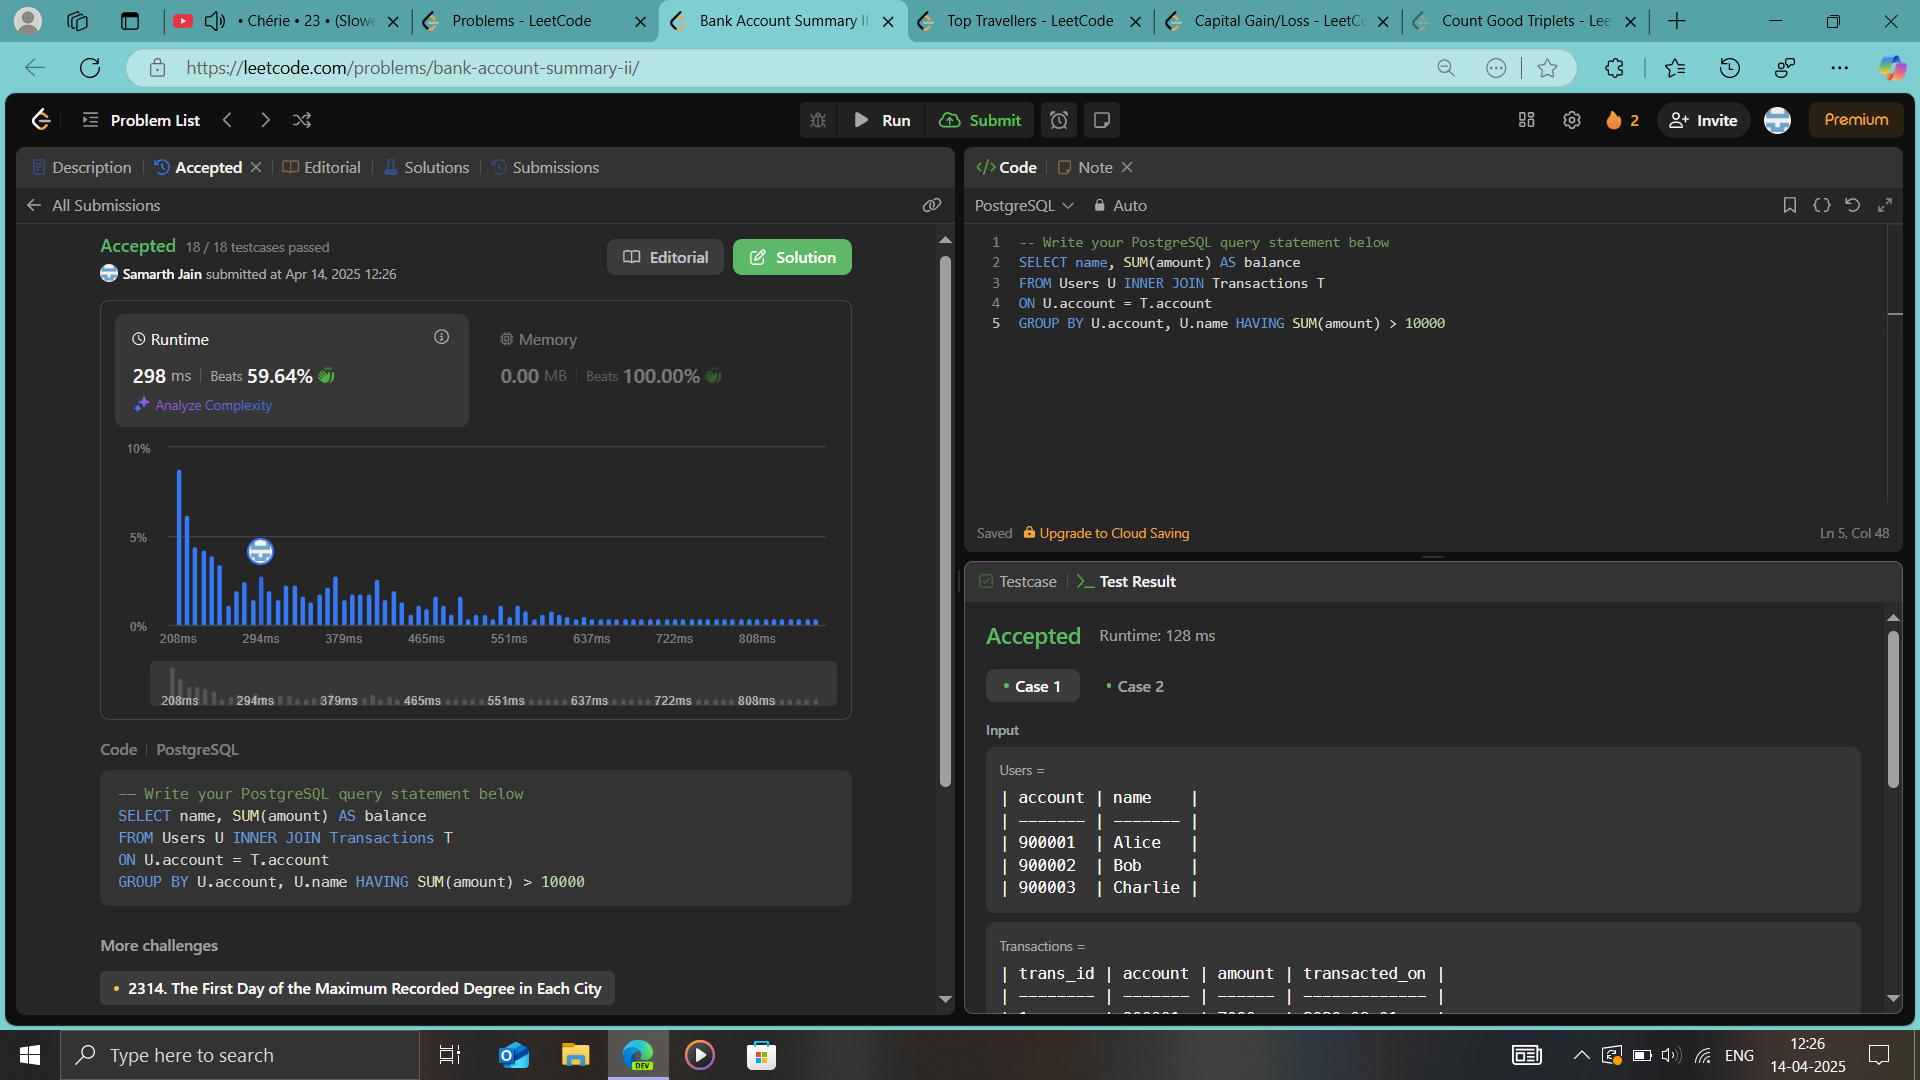 • Chérie • 23 • (Slowe
Problems - LeetCode
Bank Account Summary II
Top Travellers - LeetCode
Capital Gain/Loss - LeetCo
Count Good Triplets - Lee
https://leetcode.com/problems/bank-account-summary-ii/
Problem List
Run
Submit
2
Invite
Premium
Description
Accepted
Editorial
Solutions
Submissions
All Submissions
Accepted 18 / 18 testcases passed
Samarth Jain submitted at Apr 14, 2025 12:26
Editorial
Solution
Runtime
298 ms Beats 59.64%
Analyze Complexity
Memory
0.00 MB Beats 100.00%
10%
5%
0%
208ms 294ms 379ms 465ms 551ms 637ms 722ms 808ms
208ms 294ms 379ms 465ms 551ms 637ms 722ms 808ms
Code PostgreSQL
-- Write your PostgreSQL query statement below
SELECT name, SUM(amount) AS balance
FROM Users U INNER JOIN Transactions T
ON U.account = T.account
GROUP BY U.account, U.name HAVING SUM(amount) > 10000
More challenges
• 2314. The First Day of the Maximum Recorded Degree in Each City
</> Code
Note
PostgreSQL
Auto
1 -- Write your PostgreSQL query statement below
2 SELECT name, SUM(amount) AS balance
3 FROM Users U INNER JOIN Transactions T
4 ON U.account = T.account
5 GROUP BY U.account, U.name HAVING SUM(amount) > 10000
Saved
Upgrade to Cloud Saving
Ln 5, Col 48
Testcase
Test Result
Accepted Runtime: 128 ms
• Case 1
• Case 2
Input
Users =
| account | name    |
| ------- | ------- |
| 900001  | Alice   |
| 900002  | Bob     |
| 900003  | Charlie |
Transactions =
| trans_id | account | amount | transacted_on |
| -------- | ------- | ------ | ------------- |
Type here to search
DEV
ENG
12:26
14-04-2025